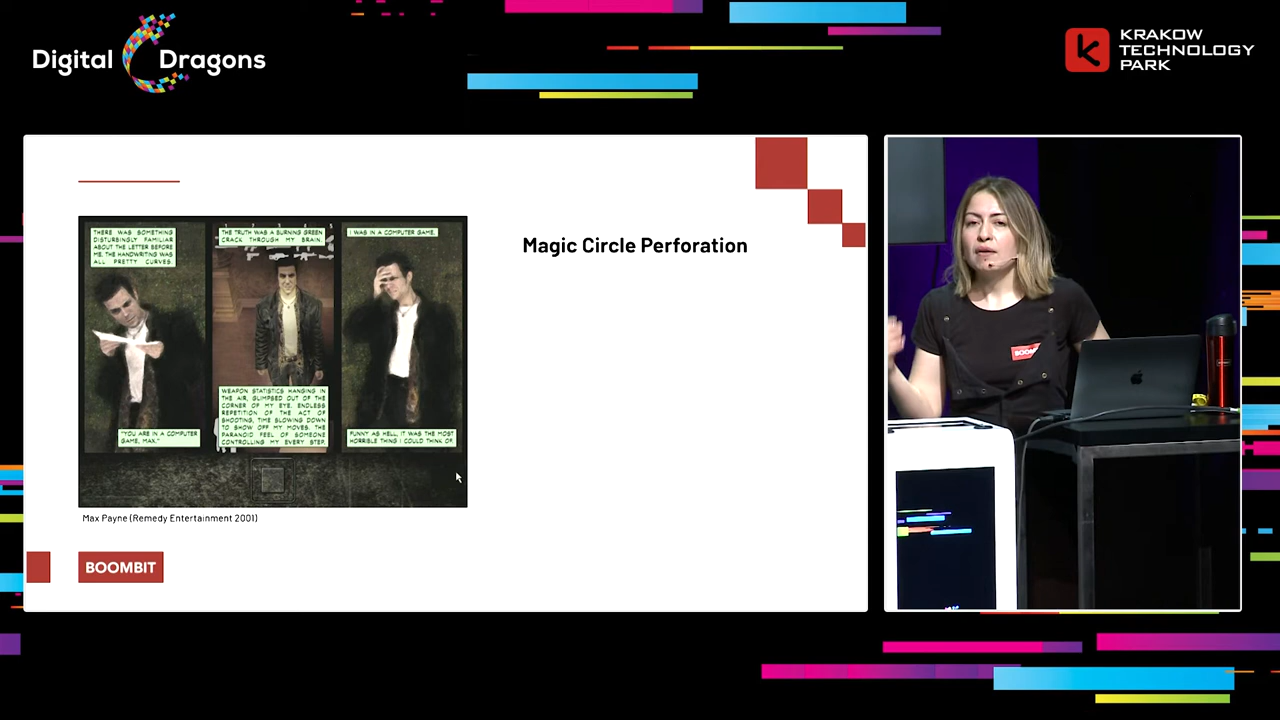 Digital Dragons
KRAKOW
TECHNOLOGY
PARK
Magic Circle Perforation
THERE WAS SOMETHING
DISTURBINGLY FAMILIAR
ABOUT THE LETTER BEFORE
ME. THE HANDWRITING WAS
ALL PRETTY CURVES.
"YOU ARE IN A COMPUTER
GAME, MAX."
THE TRUTH WAS A BURNING GREEN
CRACK THROUGH MY BRAIN.
WEAPON STATISTICS HANGING IN
THE AIR, GLIMPSED OUT OF THE
CORNER OF MY EYE. ENDLESS
REPETITION OF THE ACT OF
SHOOTING, TIME SLOWING DOWN
TO SHOW OFF MY MOVES. THE
PARANOID FEEL OF SOMEONE
CONTROLLING MY EVERY STEP.
I WAS IN A COMPUTER GAME.
FUNNY AS HELL, IT WAS THE MOST
HORRIBLE THING I COULD THINK OF.
Max Payne (Remedy Entertainment 2001)
BOOMBIT
BOOM